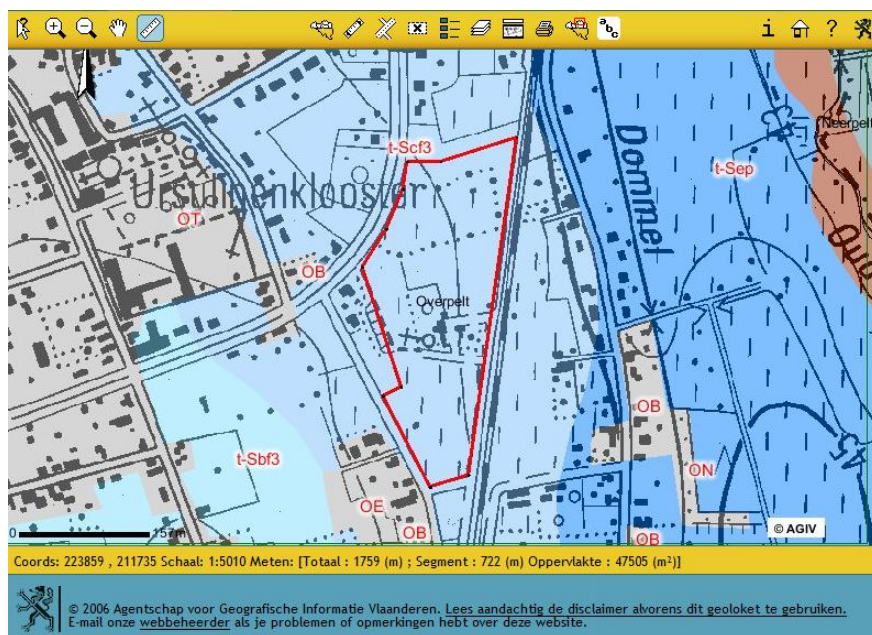 a b c
i ?
Neerpelt
t-Scf3
Dommel
t-Sep
Ursulinenklooster
OT
OB
Overpelt
OB
t-Sbf3
ON
OE
OB
OB
45
0 157m
© AGIV
Coords: 223859 , 211735 Schaal: 1:5010 Meten: [Totaal : 1759 (m) ; Segment : 722 (m) Oppervlakte : 47505 (m²)]
© 2006 Agentschap voor Geografische Informatie Vlaanderen. Lees aandachtig de disclaimer alvorens dit geoloket te gebruiken.
E-mail onze webbeheerder als je problemen of opmerkingen hebt over deze website.